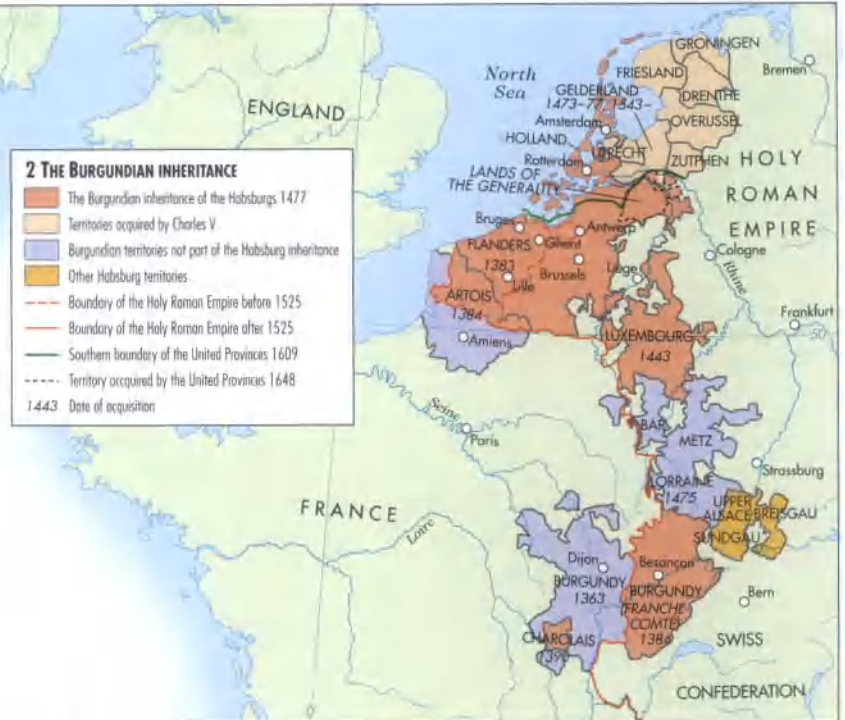 GRONINGEN
FRIESLAND
North
Sea
Bremen
GELDERLAND
1473–77, 1543–
DRENTHE
ENGLAND
Amsterdam
OVERIJSSEL
HOLLAND
UTRECHT
Rotterdam
ZUTPHEN
HOLY
ROMAN
EMPIRE
LANDS OF
THE GENERALITY
2 THE BURGUNDIAN INHERITANCE
The Burgundian inheritance of the Habsburgs 1477
Territories acquired by Charles V
Burgundian territories not part of the Habsburg inheritance
Other Habsburg territories
Boundary of the Holy Roman Empire before 1525
Boundary of the Holy Roman Empire after 1525
Southern boundary of the United Provinces 1609
Territory acquired by the United Provinces 1648
1443 Date of acquisition
Bruges
Antwerp
FLANDERS
1383
Ghent
Cologne
Brussels
Liège
Rhine
Lille
ARTOIS
1384
Frankfurt
50
LUXEMBOURG
1443
Amiens
Seine
Paris
BAR
METZ
Strassburg
LORRAINE
1475
UPPER
ALSACE
BREISGAU
SUNDGAU
FRANCE
Loire
Dijon
BURGUNDY
1363
Besançon
BURGUNDY
(FRANCHE-
COMTÉ)
1384
Bern
CHAROLAIS
SWISS
CONFEDERATION
0